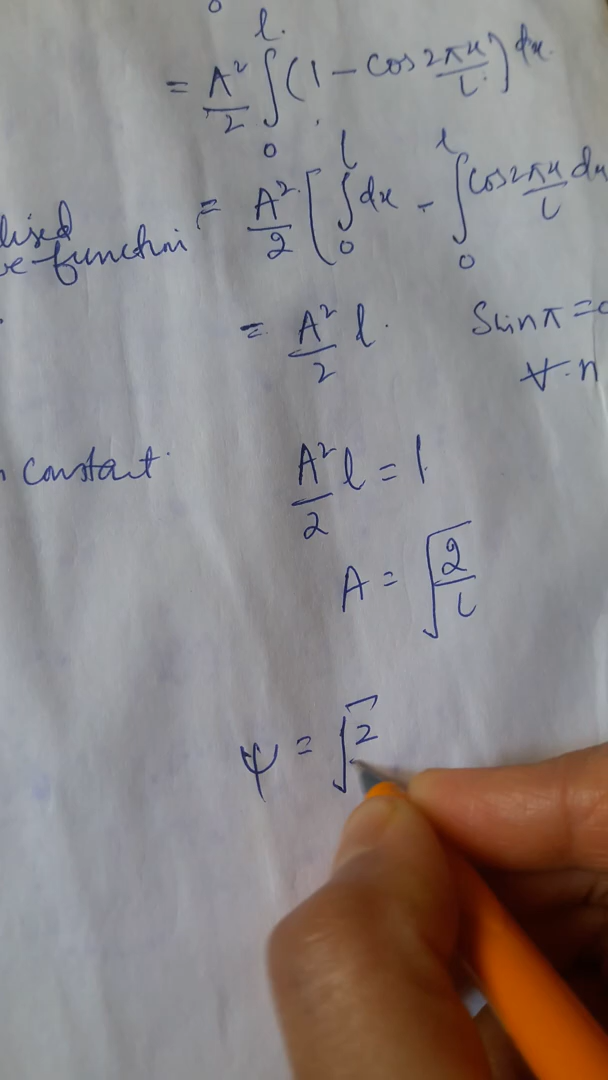 = A²/2 ∫₀ˡ (1 - cos 2πx/L) dx
= A²/2 [ ∫₀ˡ dx - ∫₀ˡ cos 2πx/L dx
e-function
= A²/2 l. Sin nπ =
∀ n
constant. A²/2 l = 1
A = √(2/L)
ψ = √2